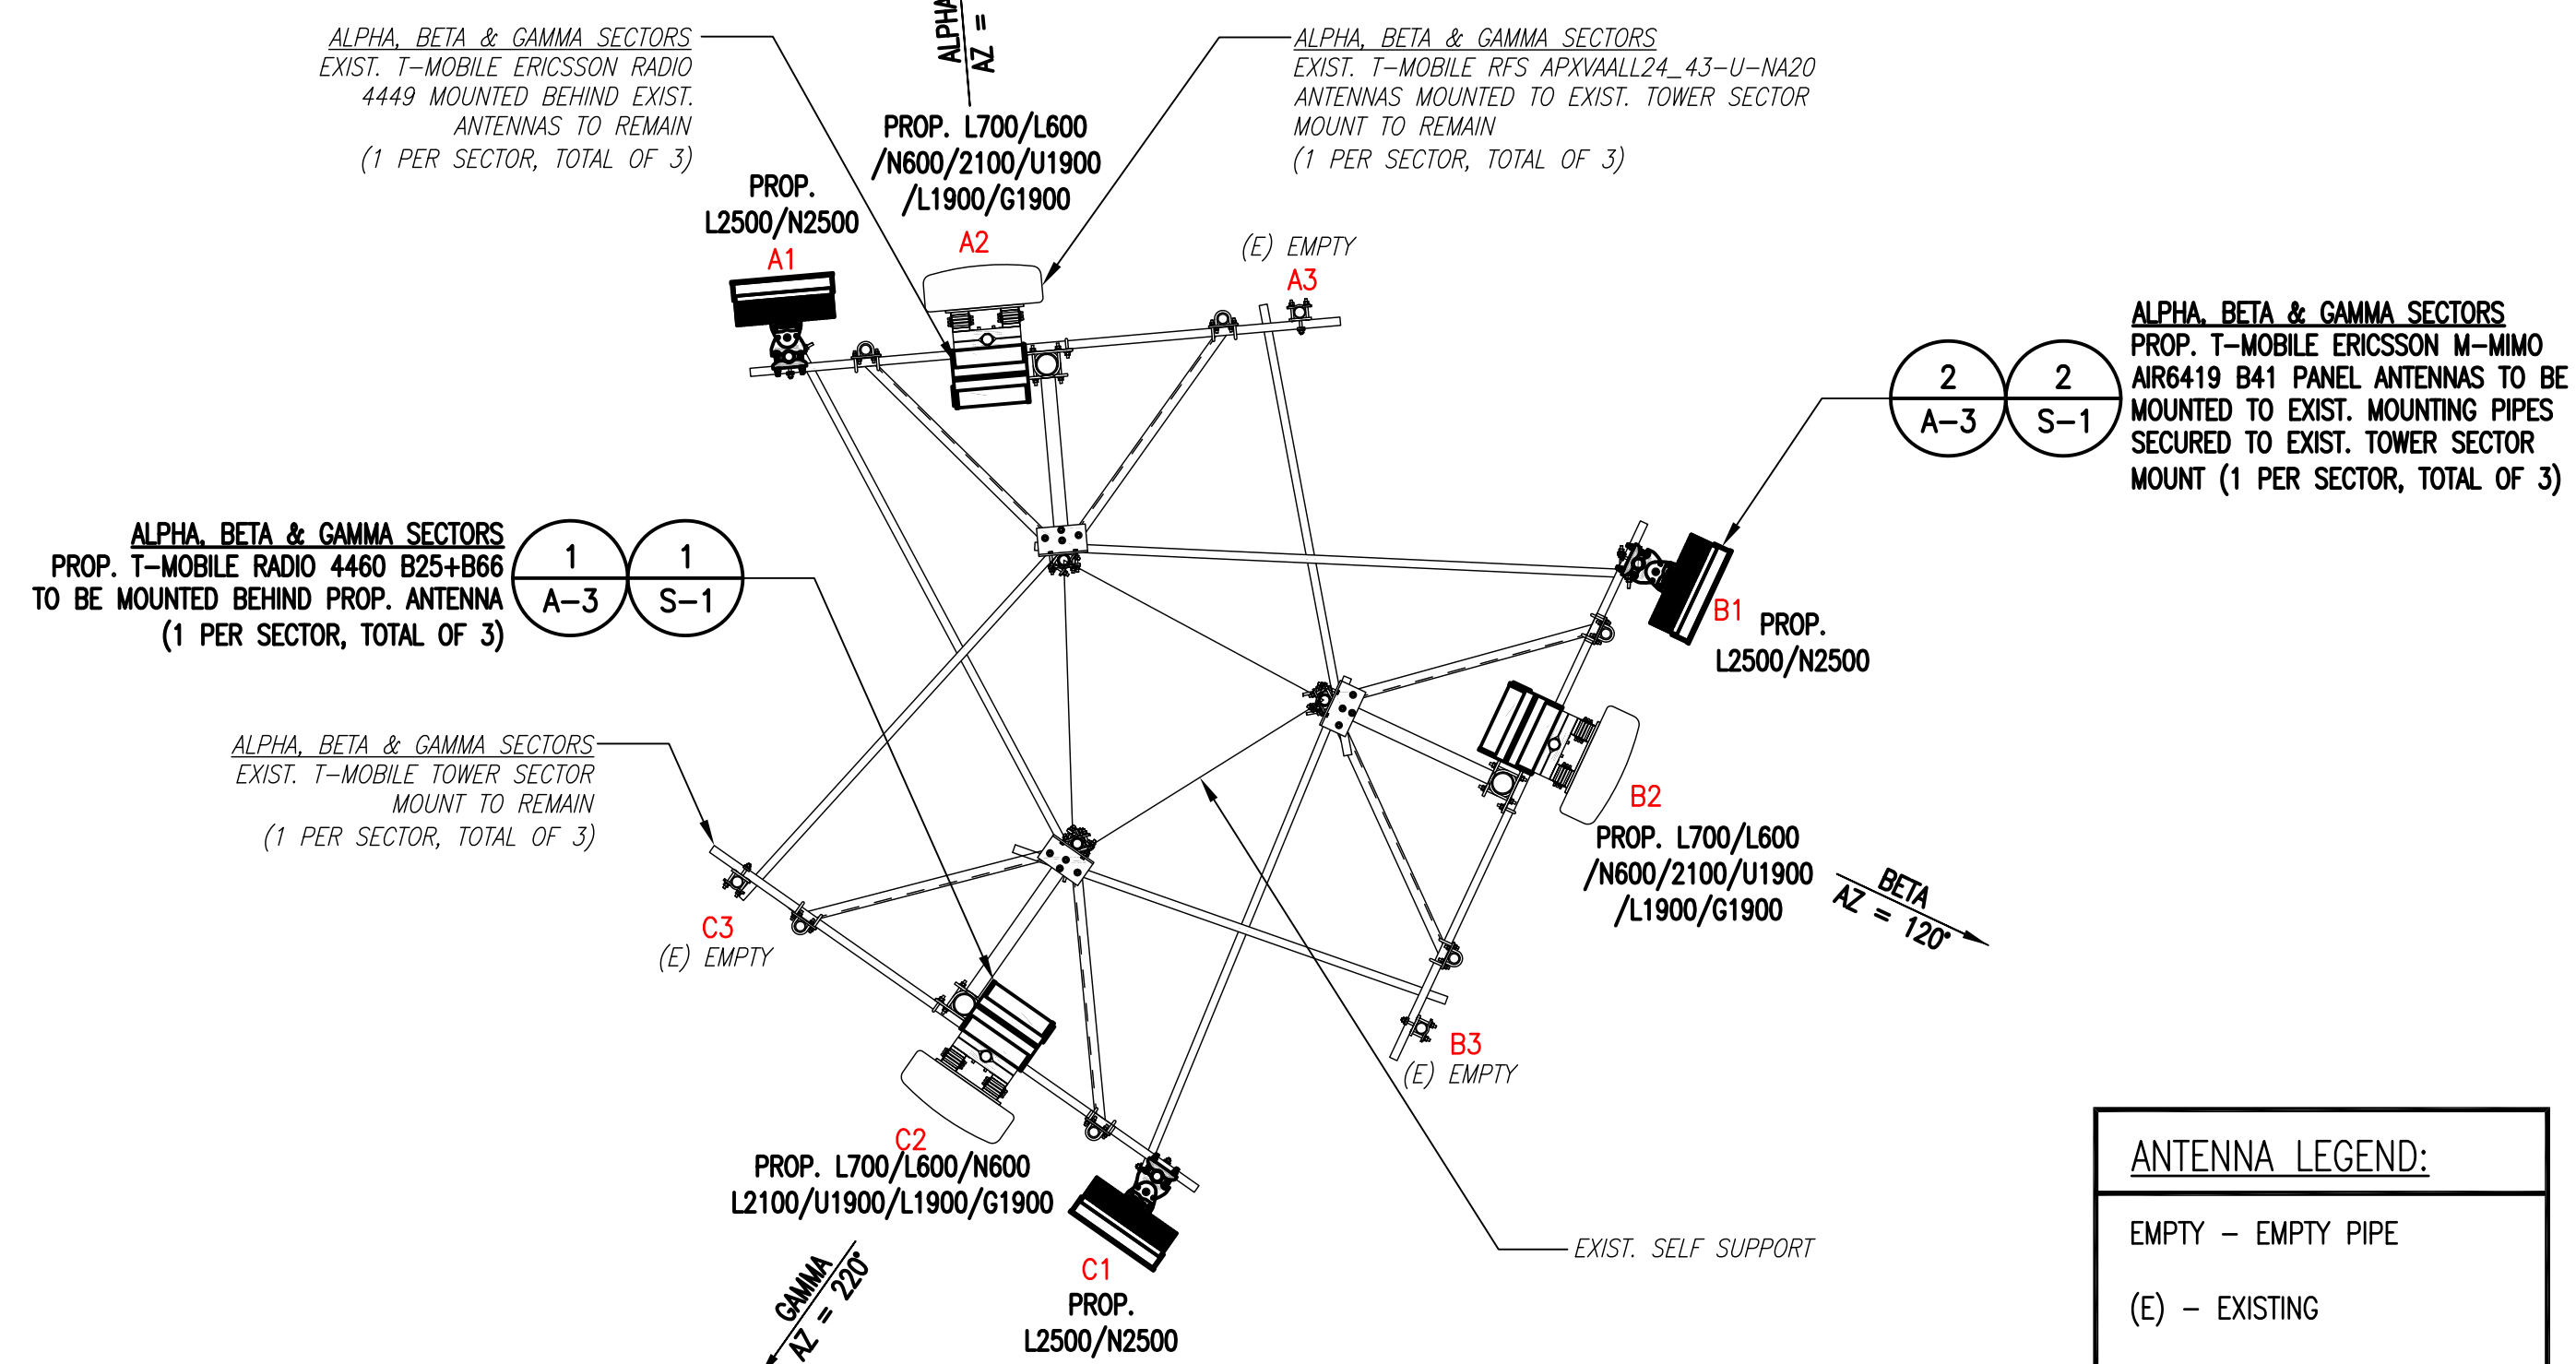 ALPHA, BETA & GAMMA SECTORS
EXIST. T-MOBILE ERICSSON RADIO
4449 MOUNTED BEHIND EXIST.
ANTENNAS TO REMAIN
(1 PER SECTOR, TOTAL OF 3)
ALPHA
AZ =
ALPHA, BETA & GAMMA SECTORS
EXIST. T-MOBILE RFS APXVAALL24_43-U-NA20
ANTENNAS MOUNTED TO EXIST. TOWER SECTOR
MOUNT TO REMAIN
(1 PER SECTOR, TOTAL OF 3)
PROP. L700/L600
/N600/2100/U1900
/L1900/G1900
A2
PROP.
L2500/N2500
A1
(E) EMPTY
A3
ALPHA, BETA & GAMMA SECTORS
PROP. T-MOBILE ERICSSON M-MIMO
AIR6419 B41 PANEL ANTENNAS TO BE
MOUNTED TO EXIST. MOUNTING PIPES
SECURED TO EXIST. TOWER SECTOR
MOUNT (1 PER SECTOR, TOTAL OF 3)
2
A-3
2
S-1
ALPHA, BETA & GAMMA SECTORS
PROP. T-MOBILE RADIO 4460 B25+B66
TO BE MOUNTED BEHIND PROP. ANTENNA
(1 PER SECTOR, TOTAL OF 3)
1
A-3
1
S-1
B1
PROP.
L2500/N2500
ALPHA, BETA & GAMMA SECTORS
EXIST. T-MOBILE TOWER SECTOR
MOUNT TO REMAIN
(1 PER SECTOR, TOTAL OF 3)
B2
PROP. L700/L600
/N600/2100/U1900
/L1900/G1900
BETA
AZ = 120°
C3
(E) EMPTY
B3
(E) EMPTY
C2
PROP. L700/L600/N600
L2100/U1900/L1900/G1900
GAMMA
AZ = 220°
C1
PROP.
L2500/N2500
EXIST. SELF SUPPORT
ANTENNA LEGEND:
EMPTY - EMPTY PIPE
(E) - EXISTING